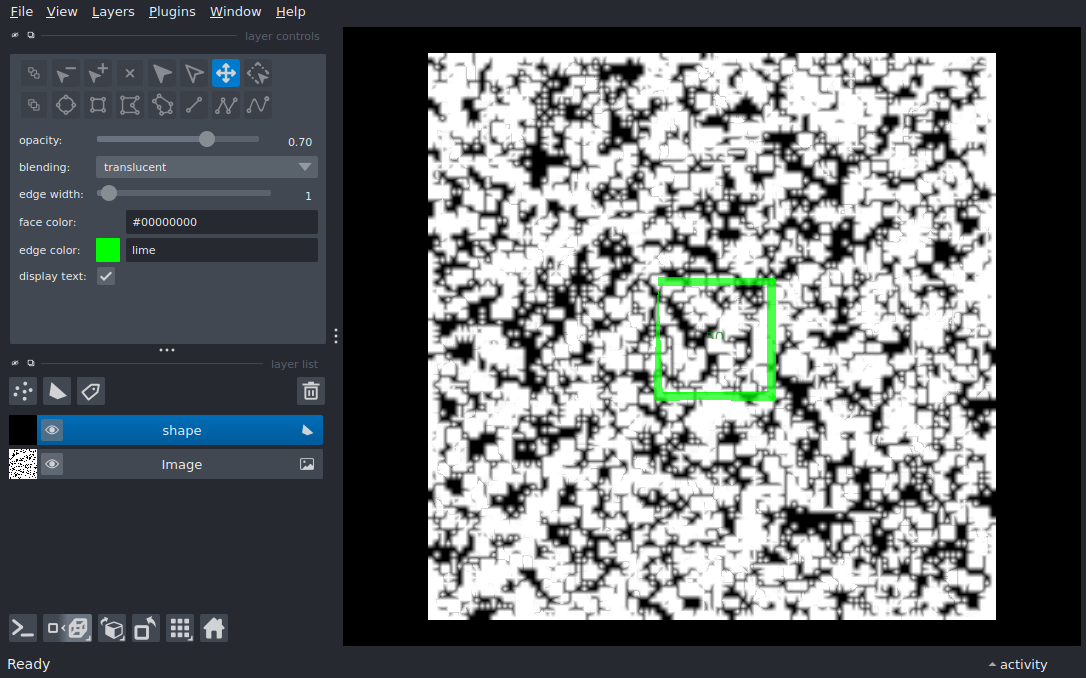 File View Layers Plugins Window Help
layer controls
opacity: 0.70
blending: translucent
edge width: 1
face color: #00000000
edge color: lime
display text:
layer list
shape
Image
Ready
activity